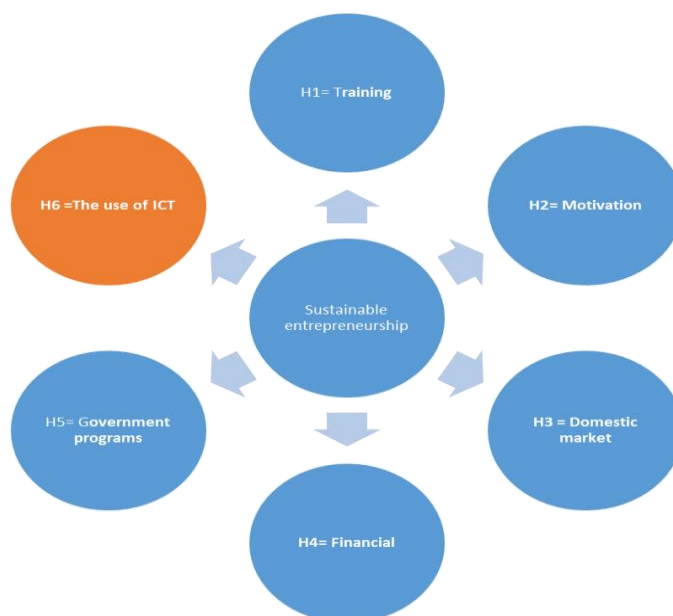 H1= Training
H6 =The use of ICT
H2= Motivation
Sustainable
entrepreneurship
H5= Government
programs
H3 = Domestic
market
H4= Financial